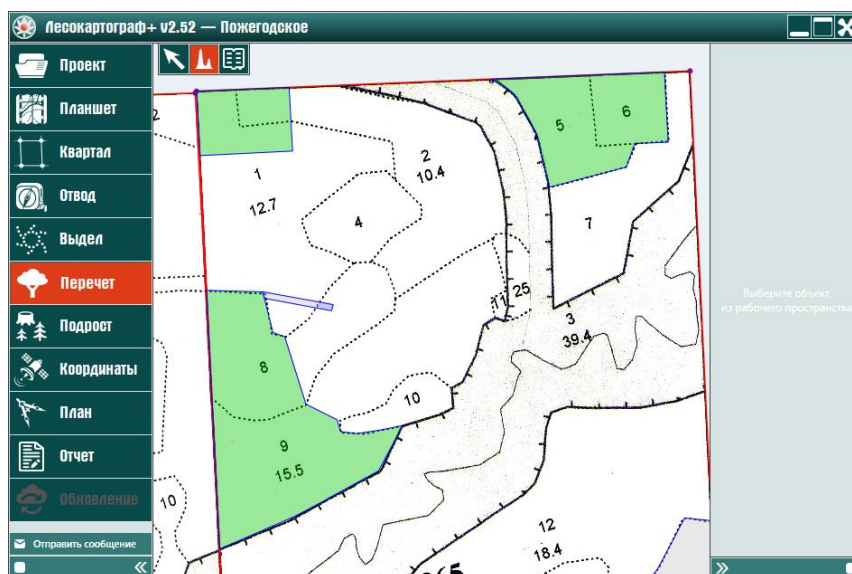 Лесокартограф+ v2.52 — Пожегодское
Проект
Планшет
Квартал
Отвод
Выдел
Перечет
Подрост
Координаты
План
Отчет
Обновление
Отправить сообщение
2
1
12.7
2
10.4
4
5
6
7
11
25
3
39.4
8
10
9
15.5
10
12
18.4
Выберите объект
из рабочего пространства